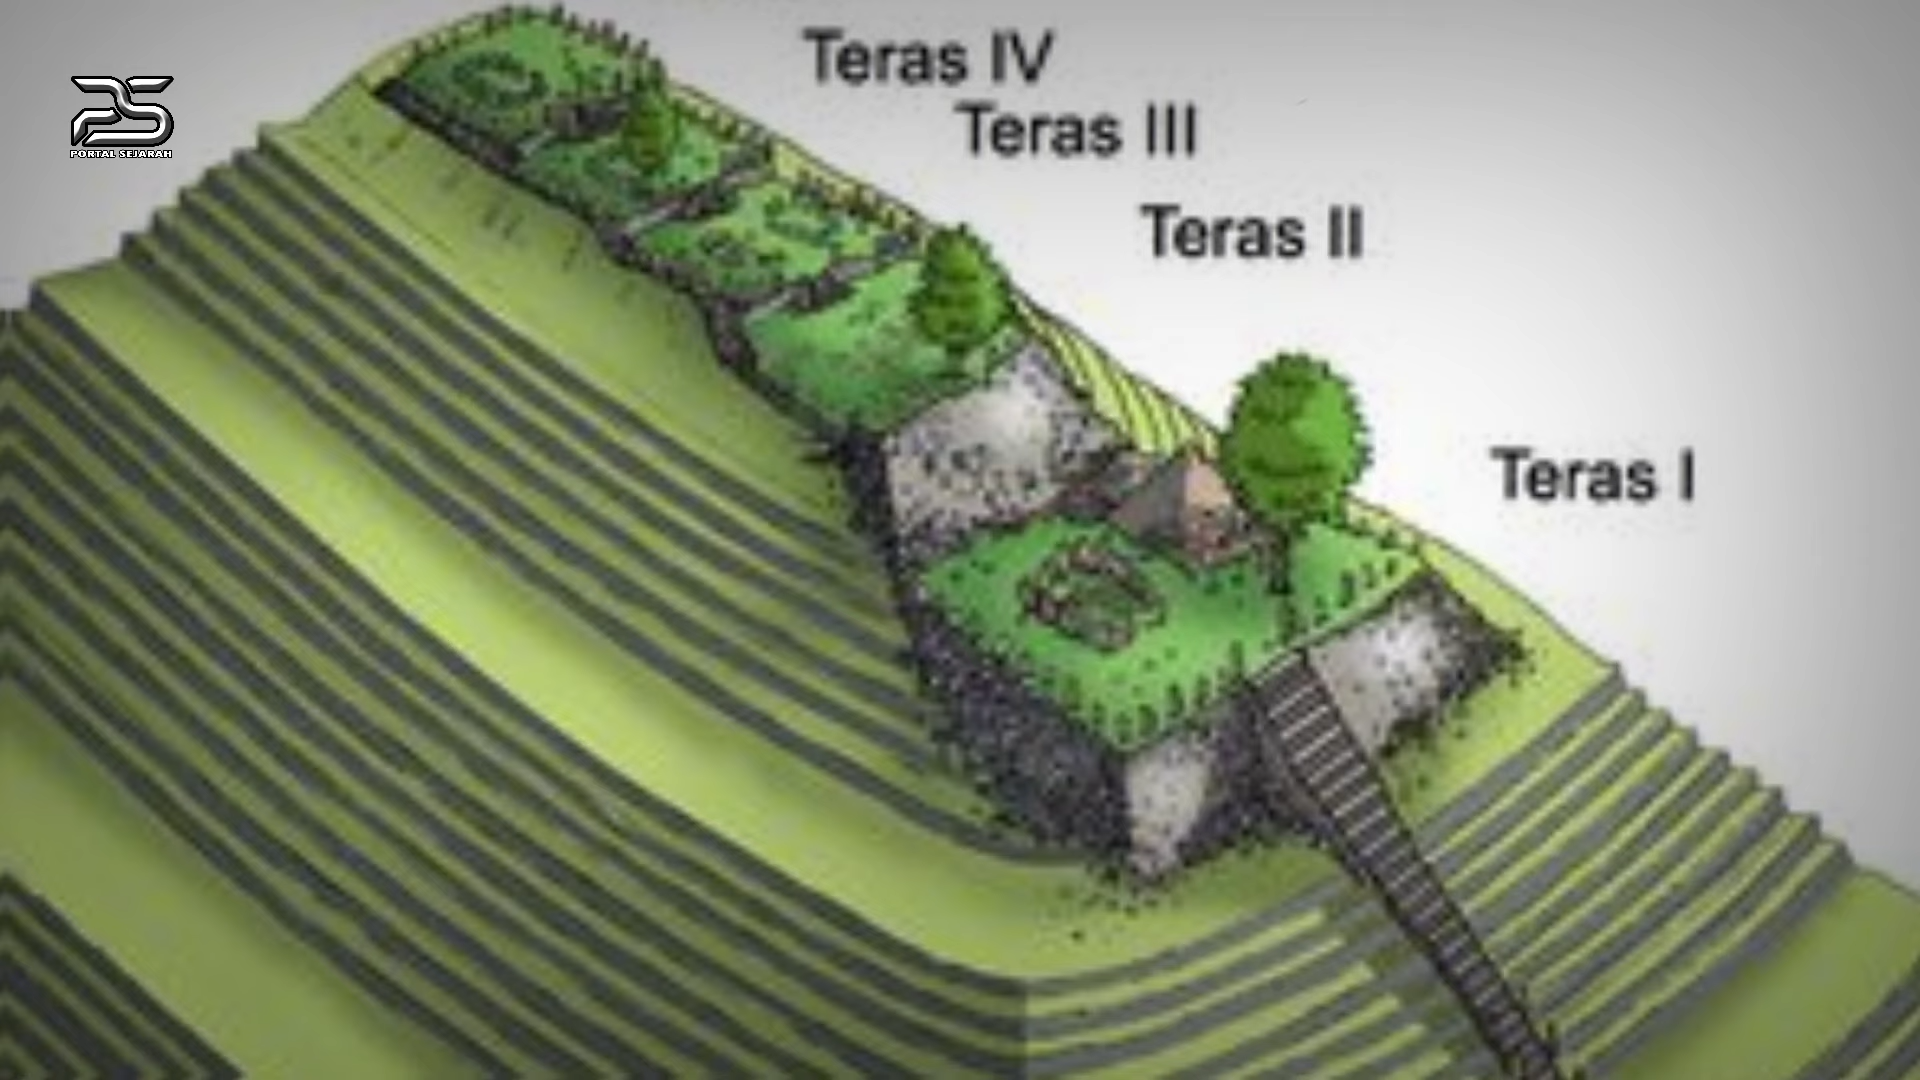 Teras IV
PS
PORTAL SEJARAH
Teras III
Teras II
Teras I